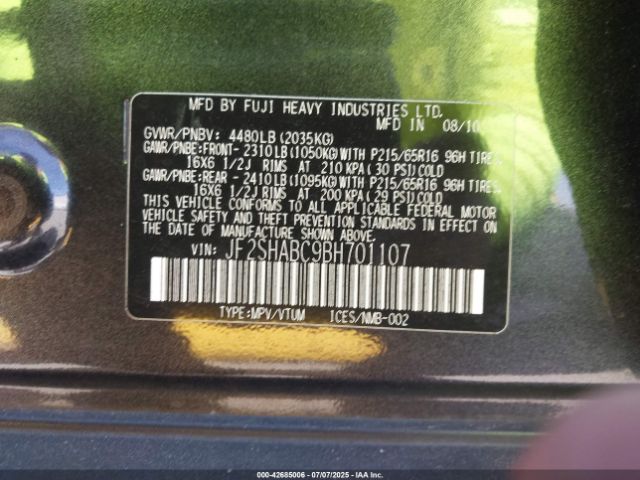 MFD BY FUJI HEAVY INDUSTRIES LTD.
MFD IN 08/10
GVWR/PNBV: 4480LB(2035KG)
GAWR/PNBE:FRONT-2310LB(1050KG)WITH P215/65R16 96H TIRES,
16X6 1/2J RIMS AT 210 KPA(30 PSI)COLD
GAWR/PNBE:REAR -2410LB(1095KG)WITH P215/65R16 96H TIRES,
16X6 1/2J RIMS AT 200 KPA(29 PSI)COLD
THIS VEHICLE CONFORMS TO ALL APPLICABLE FEDERAL MOTOR
VEHICLE SAFETY AND THEFT PREVENTION STANDARDS IN EFFECT
ON THE DATE OF MANUFACTURE SHOWN ABOVE.
VIN: JF2SHABC9BH701107
TYPE:MPV/VTUM ICES/NMB-002
000-42685006 07/07/2025 IAAI.com